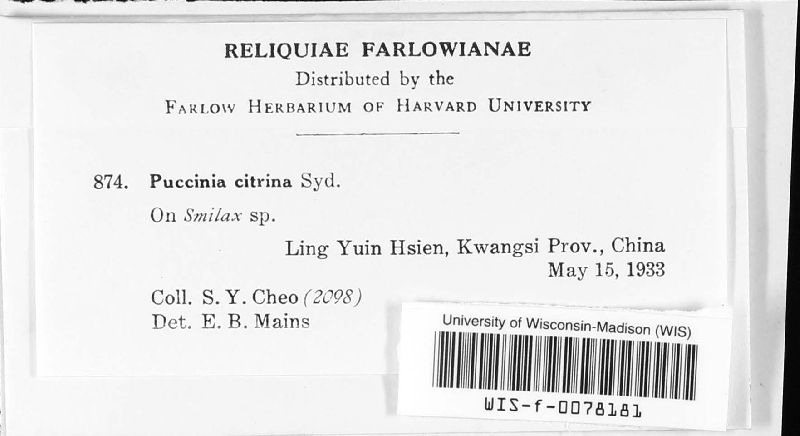 RELIQUIAE FARLOWIANAE
Distributed by the
FARLOW HERBARIUM OF HARVARD UNIVERSITY
874. Puccinia citrina Syd.
On Smilax sp.
Ling Yuin Hsien, Kwangsi Prov., China
May 15, 1933
Coll. S. Y. Cheo (2098)
Det. E. B. Mains
University of Wisconsin-Madison (WIS)
WIS-f-0078181